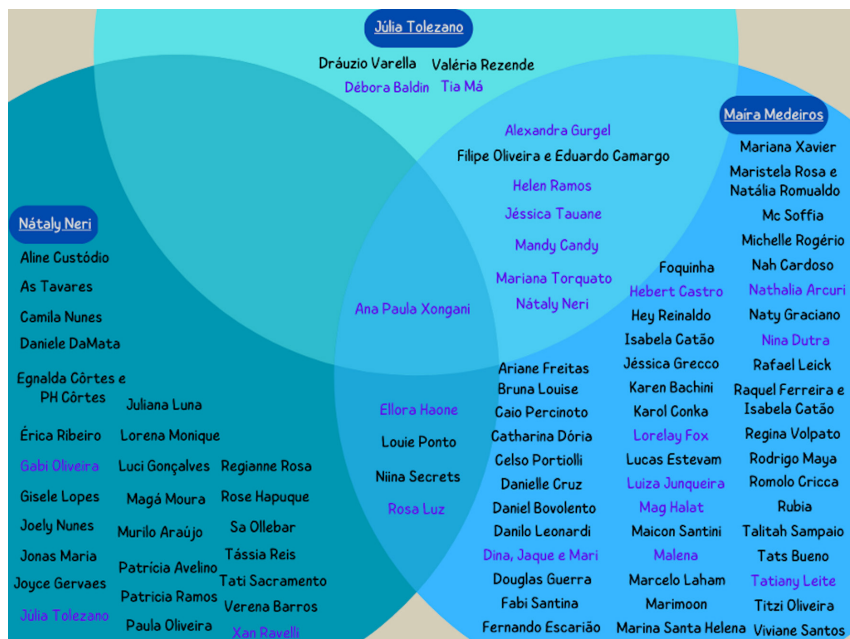 Júlia Tolezano
Dráuzio Varella
Valéria Rezende
Débora Baldin
Tia Má
Alexandra Gurgel
Filipe Oliveira e Eduardo Camargo
Helen Ramos
Jéssica Tauane
Mandy Candy
Mariana Torquato
Nátaly Neri
Ana Paula Xongani
Ellora Haone
Louie Ponto
Niina Secrets
Rosa Luz
Nátaly Neri
Aline Custódio
As Tavares
Camila Nunes
Daniele DaMata
Egnalda Côrtes e
PH Côrtes
Érica Ribeiro
Gabi Oliveira
Gisele Lopes
Joely Nunes
Jonas Maria
Joyce Gervaes
Júlia Tolezano
Juliana Luna
Lorena Monique
Luci Gonçalves
Magá Moura
Murilo Araújo
Patrícia Avelino
Patricia Ramos
Paula Oliveira
Regianne Rosa
Rose Hapuque
Sa Ollebar
Tássia Reis
Tati Sacramento
Verena Barros
Xan Ravelli
Maíra Medeiros
Ariane Freitas
Bruna Louise
Caio Percinoto
Catharina Dória
Celso Portiolli
Danielle Cruz
Daniel Bovolento
Danilo Leonardi
Dina, Jaque e Mari
Douglas Guerra
Fabi Santina
Fernando Escarião
Foquinha
Hebert Castro
Hey Reinaldo
Isabela Catão
Jéssica Grecco
Karen Bachini
Karol Conka
Lorelay Fox
Lucas Estevam
Luiza Junqueira
Mag Halat
Maicon Santini
Malena
Marcelo Laham
Marimoon
Marina Santa Helena
Mariana Xavier
Maristela Rosa e
Natália Romualdo
Mc Soffia
Michelle Rogério
Nah Cardoso
Nathalia Arcuri
Naty Graciano
Nina Dutra
Rafael Leick
Raquel Ferreira e
Isabela Catão
Regina Volpato
Rodrigo Maya
Romolo Cricca
Rubia
Talitah Sampaio
Tats Bueno
Tatiany Leite
Titzi Oliveira
Viviane Santos